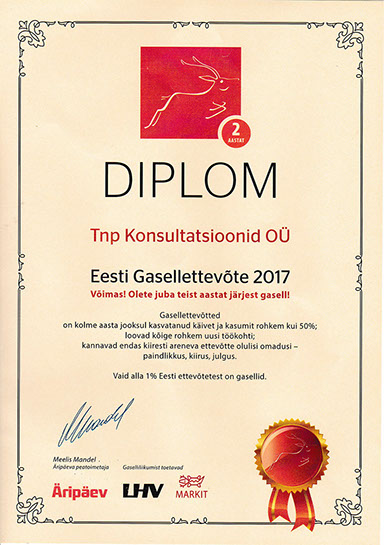 2
AASTAT
DIPLOM
Tnp Konsultatsioonid OÜ
Eesti Gasellettevõte 2017
Võimas! Olete juba teist aastat järjest gasell!
Gasellettevõtted
on kolme aasta jooksul kasvatanud käivet ja kasumit rohkem kui 50%;
loovad kõige rohkem uusi töökohti;
kannavad endas kiiresti areneva ettevõtte olulisi omadusi –
paindlikkus, kiirus, julgus.
Vaid alla 1% Eesti ettevõtetest on gasellid.
Meelis Mandel
Äripäeva peatoimetaja
Gaselliliikumist toetavad
Äripäev
LHV
MARKIT